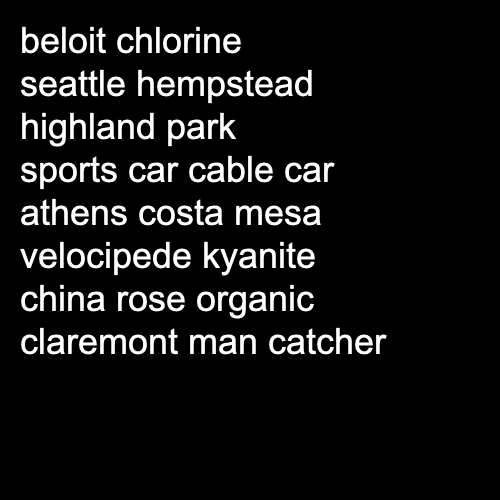 beloit chlorine
seattle hempstead
highland park
sports car cable car
athens costa mesa
velocipede kyanite
china rose organic
claremont man catcher